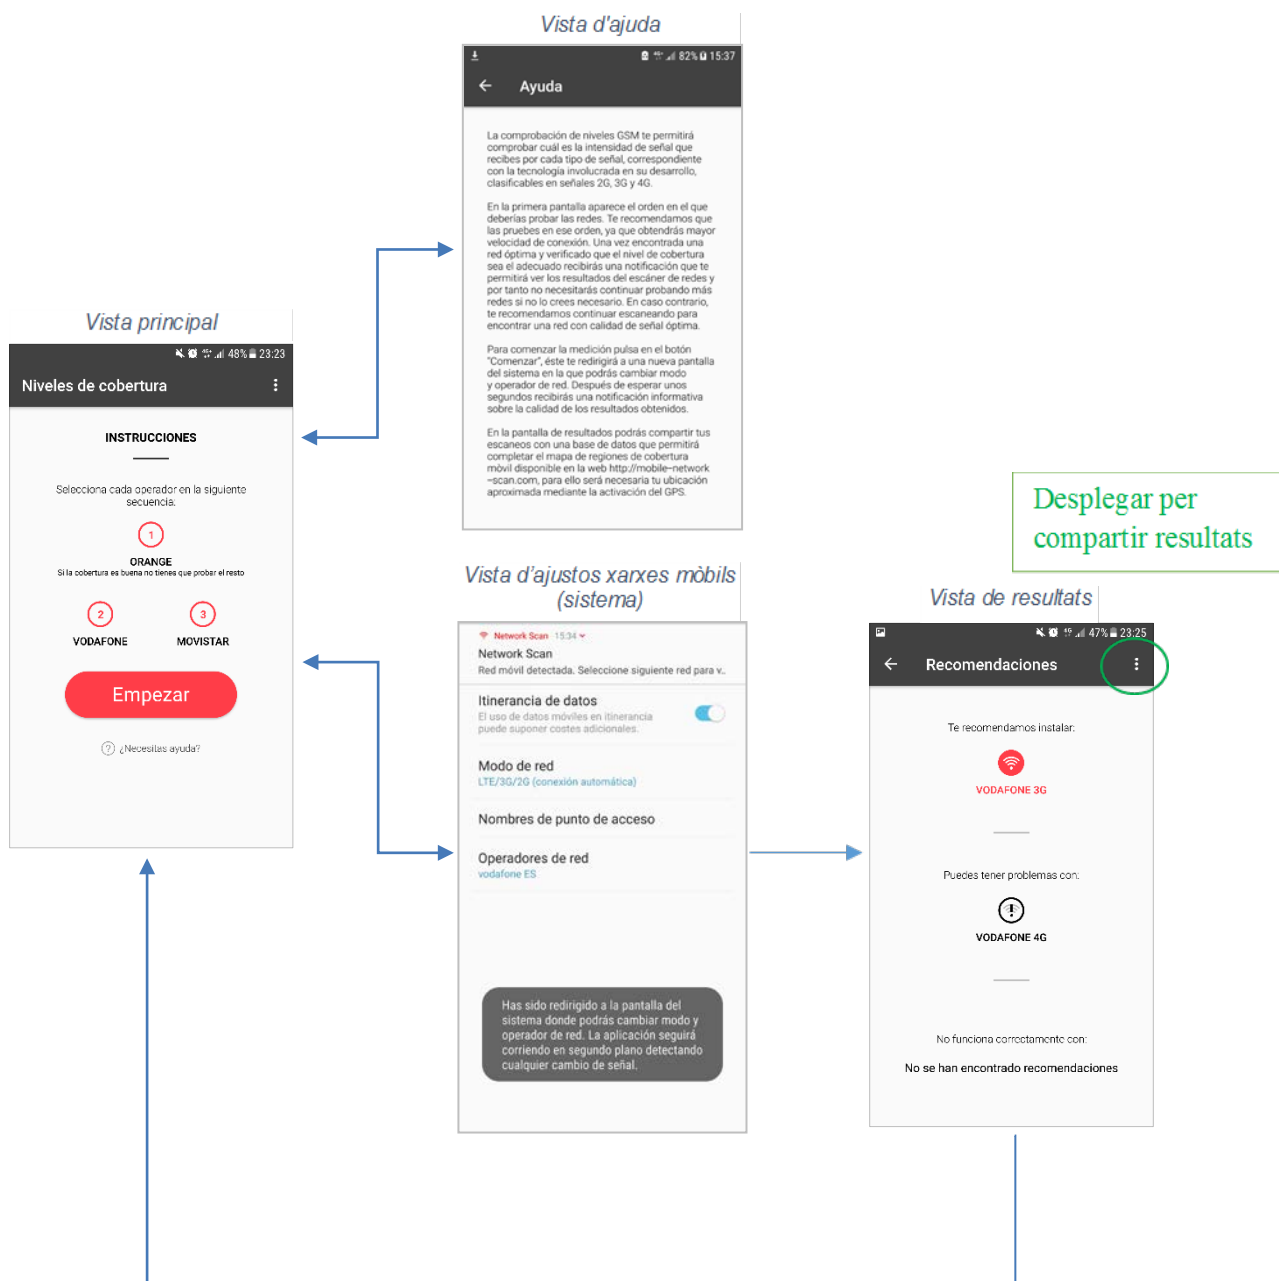 Vista d'ajuda
82% 15:37
Ayuda
La comprobación de niveles GSM te permitirá
comprobar cuál es la intensidad de señal que
recibes por cada tipo de señal, correspondiente
con la tecnología involucrada en su desarrollo,
clasificables en señales 2G, 3G y 4G.
En la primera pantalla aparece el orden en el que
deberías probar las redes. Te recomendamos que
las pruebes en ese orden, ya que obtendrás mayor
velocidad de conexión. Una vez encontrada una
red óptima y verificado que el nivel de cobertura
sea el adecuado recibirás una notificación que te
permitirá ver los resultados del escáner de redes y
por tanto no necesitarás continuar probando más
redes si no lo crees necesario. En caso contrario,
te recomendamos continuar escaneando para
encontrar una red con calidad de señal óptima.
Para comenzar la medición pulsa en el botón
"Comenzar", éste te redirigirá a una nueva pantalla
del sistema en la que podrás cambiar modo
y operador de red. Después de esperar unos
segundos recibirás una notificación informativa
sobre la calidad de los resultados obtenidos.
En la pantalla de resultados podrás compartir tus
escaneos con una base de datos que permitirá
completar el mapa de regiones de cobertura
mòvil disponible en la web http://mobile-network
-scan.com, para ello será necesaria tu ubicación
aproximada mediante la activación del GPS.
Vista principal
48% 23:23
Niveles de cobertura
INSTRUCCIONES
Selecciona cada operador en la siguiente
secuencia:
1
ORANGE
Si la cobertura es buena no tienes que probar el resto
2 3
VODAFONE MOVISTAR
Empezar
? ¿Necesitas ayuda?
Vista d'ajustos xarxes mòbils
(sistema)
Network Scan 15:34
Network Scan
Red móvil detectada. Seleccione siguiente red para v..
Itinerancia de datos
El uso de datos móviles en itinerancia
puede suponer costes adicionales.
Modo de red
LTE/3G/2G (conexión automática)
Nombres de punto de acceso
Operadores de red
vodafone ES
Has sido redirigido a la pantalla del
sistema donde podrás cambiar modo y
operador de red. La aplicación seguirá
corriendo en segundo plano detectando
cualquier cambio de señal.
Desplegar per
compartir resultats
Vista de resultats
4G 47% 23:25
Recomendaciones
Te recomendamos instalar:
VODAFONE 3G
Puedes tener problemas con:
VODAFONE 4G
No funciona correctamente con:
No se han encontrado recomendaciones